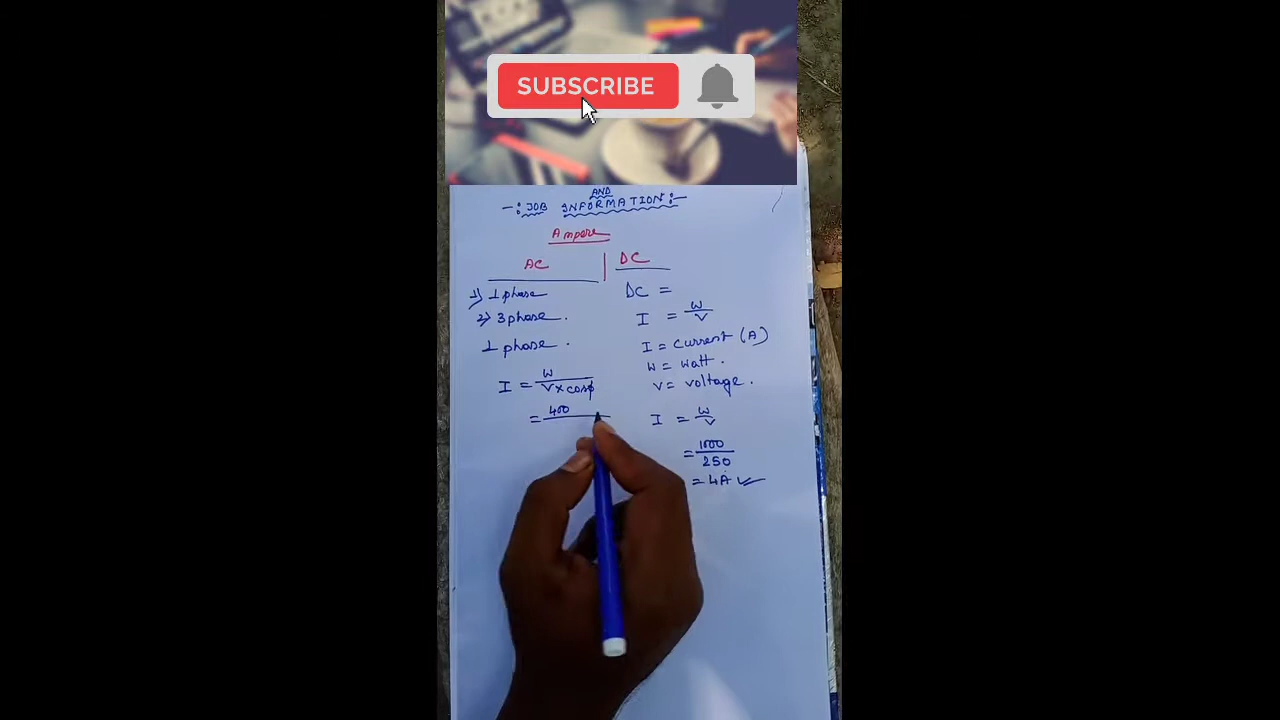 SUBSCRIBE
AND
-: JOB INFORMATION :-
Ampere
AC
DC
1) 1 phase
2) 3 phase.
1 phase.
I = W
V x cosφ
= 400
DC =
I = W
V
I = current (A)
W = Watt.
V = Voltage.
I = W
V
= 1000
250
= 4A